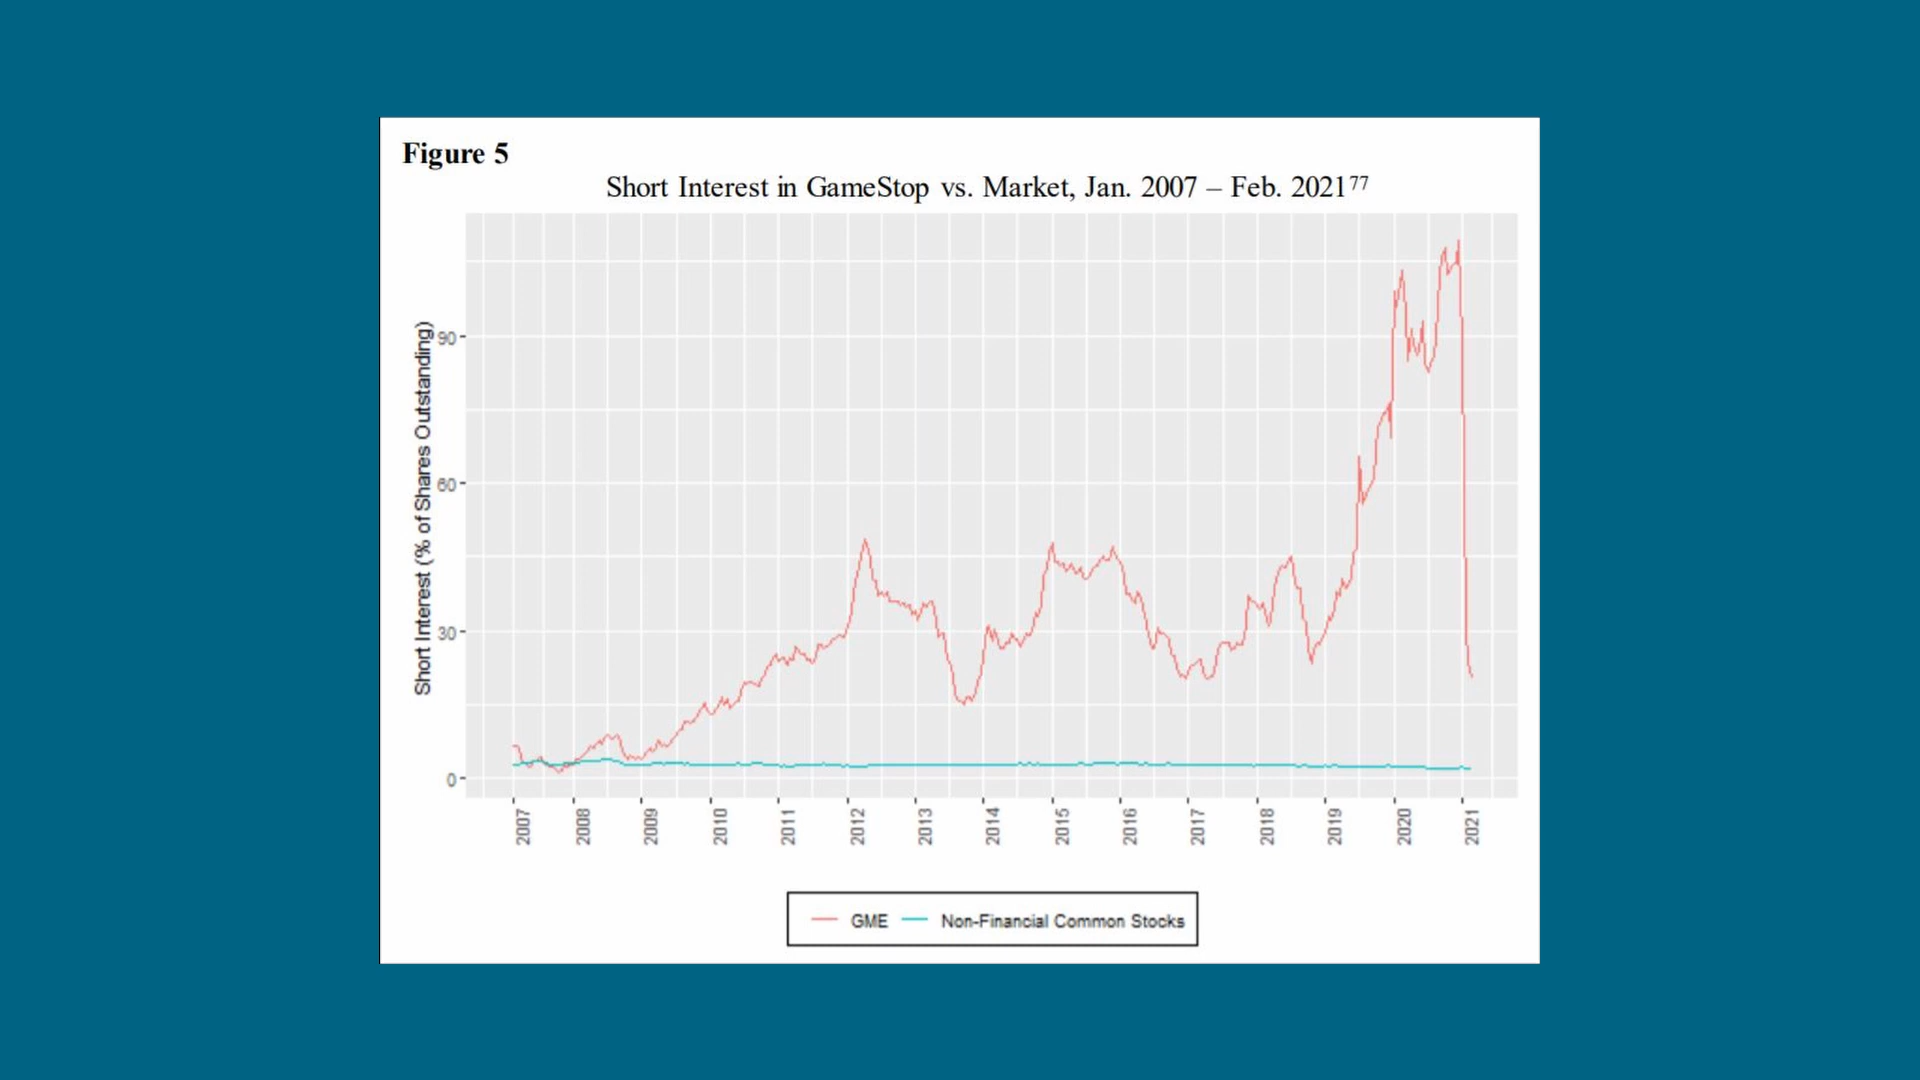 Figure 5
Short Interest in GameStop vs. Market, Jan. 2007 – Feb. 2021⁷⁷
Short Interest (% of Shares Outstanding)
90
60
30
0
2007 2008 2009 2010 2011 2012 2013 2014 2015 2016 2017 2018 2019 2020 2021
GME Non-Financial Common Stocks